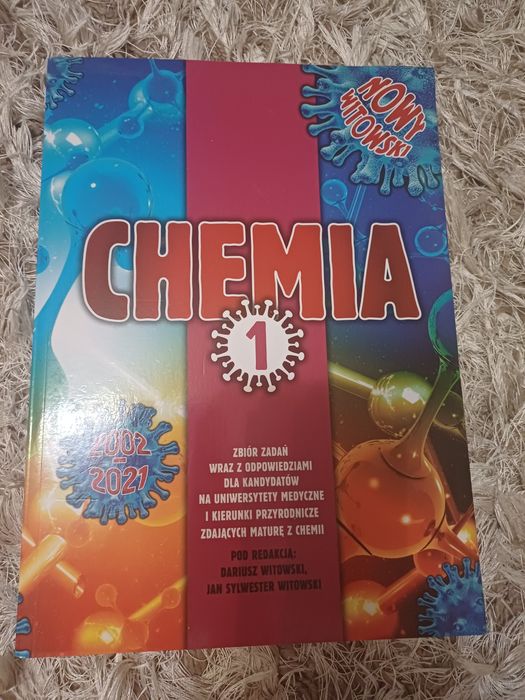 NOWY
WITOWSKI
CHEMIA
1
2002
2021
ZBIÓR ZADAŃ
WRAZ Z ODPOWIEDZIAMI
DLA KANDYDATÓW
NA UNIWERSYTETY MEDYCZNE
I KIERUNKI PRZYRODNICZE
ZDAJĄCYCH MATURĘ Z CHEMII
POD REDAKCJĄ:
DARIUSZ WITOWSKI,
JAN SYLWESTER WITOWSKI